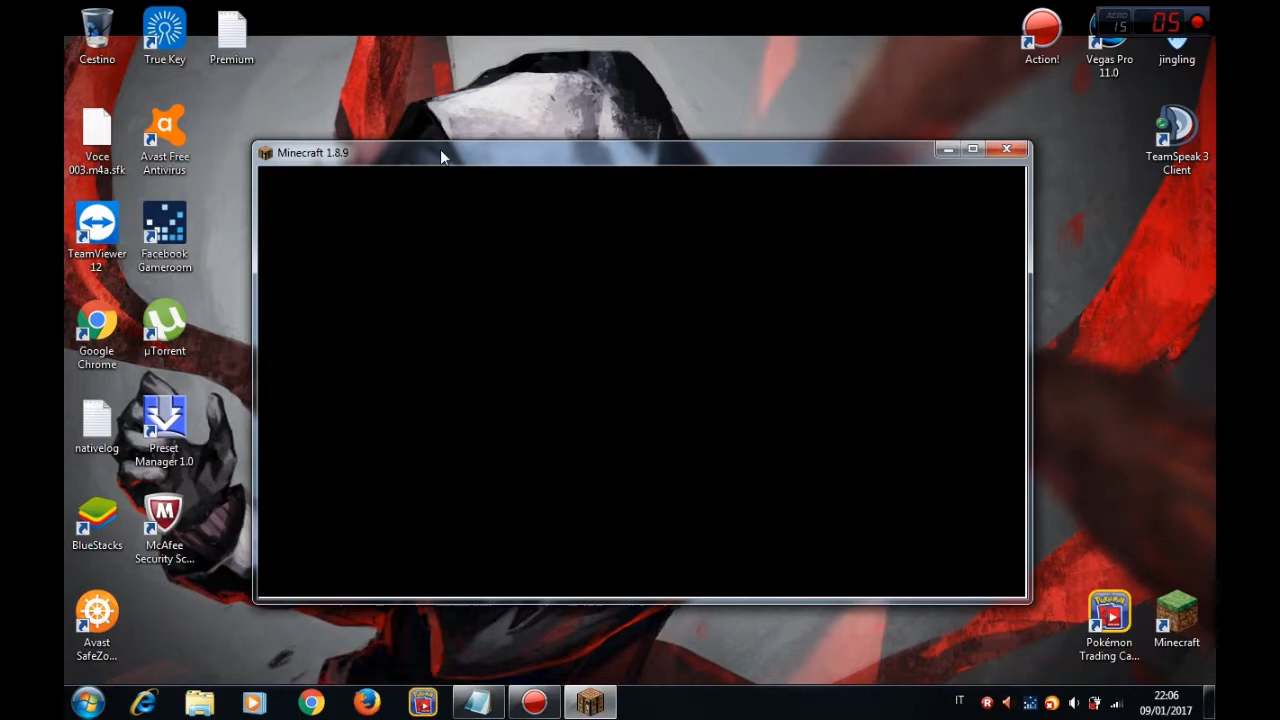 Cestino
True Key
Premium
Action!
Vegas Pro
11.0
jingling
15
05
Voce
003.m4a.sfk
Avast Free
Antivirus
TeamSpeak 3
Client
Minecraft 1.8.9
TeamViewer
12
Facebook
Gameroom
Google
Chrome
µTorrent
nativelog
Preset
Manager 1.0
BlueStacks
McAfee
Security Sc...
Avast
SafeZo...
Pokémon
Trading Ca...
Minecraft
IT
22:06
09/01/2017